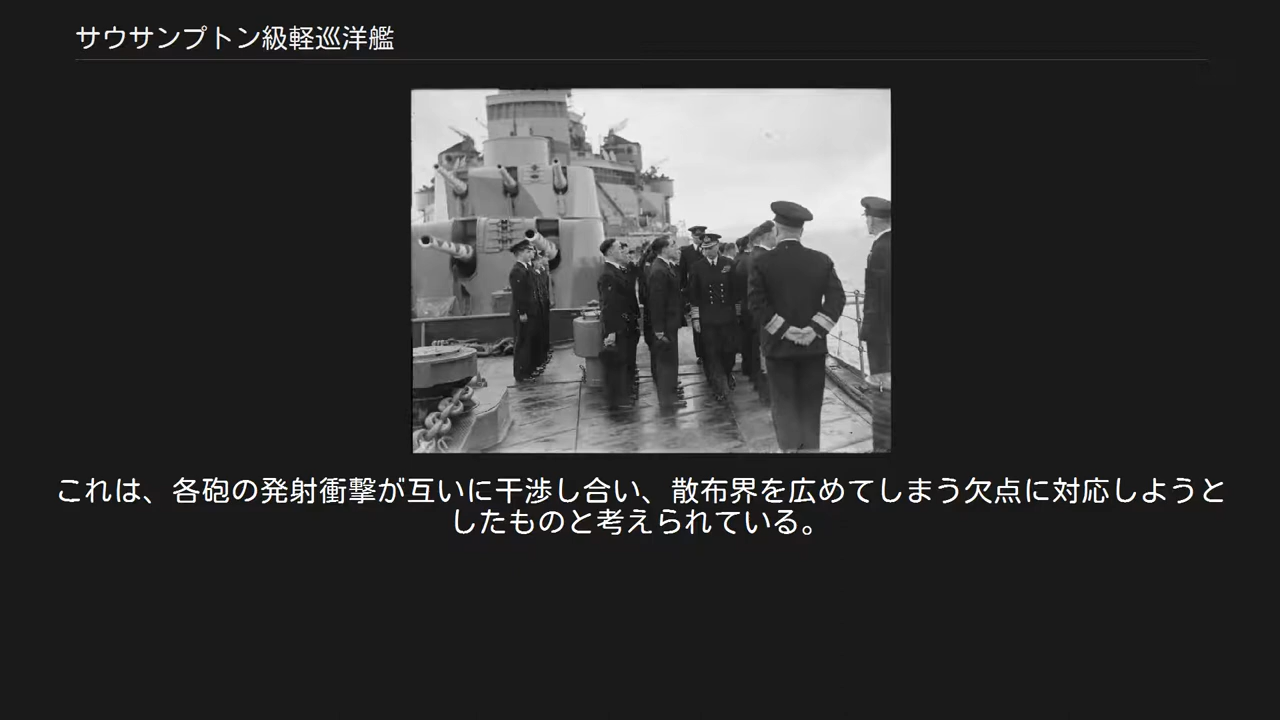 サウサンプトン級軽巡洋艦
これは、各砲の発射衝撃が互いに干渉し合い、散布界を広めてしまう欠点に対応しようと
したものと考えられている。